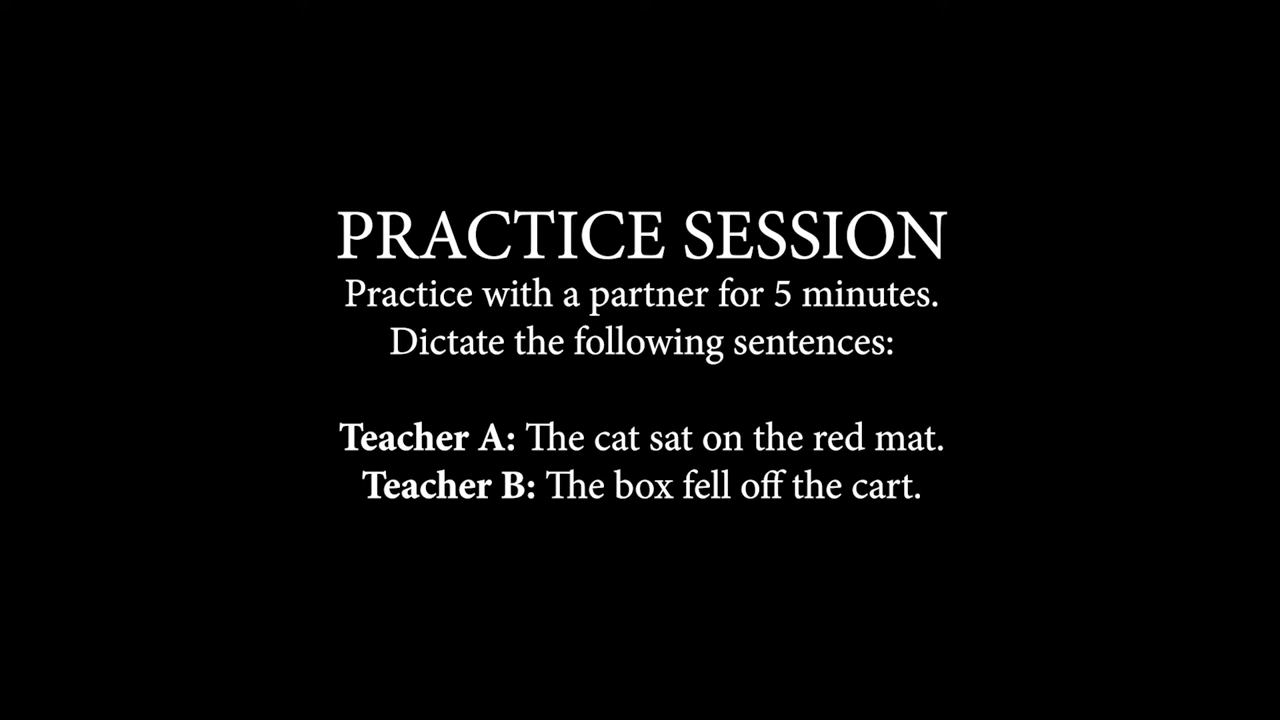 PRACTICE SESSION
Practice with a partner for 5 minutes.
Dictate the following sentences:
Teacher A: The cat sat on the red mat.
Teacher B: The box fell off the cart.